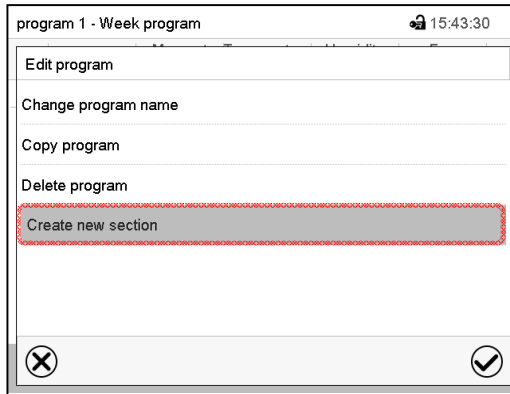 program 1 - Week program 15:43:30
Edit program
Change program name
Copy program
Delete program
Create new section